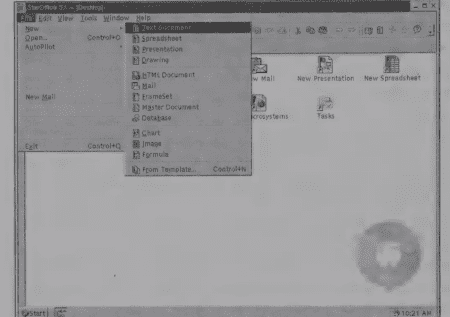 StarOffice 5.1 - [Desktop]
File Edit View Tools Window Help
New
Open... Control+O
AutoPilot
New Mail
Exit Control+Q
Text Document
Spreadsheet
Presentation
Drawing
HTML Document
Mail
FrameSet
Master Document
Database
Chart
Image
Formula
From Template... Control+N
w Mail
New Presentation
New Spreadsheet
crosystems
Tasks
Start
10:21 AM